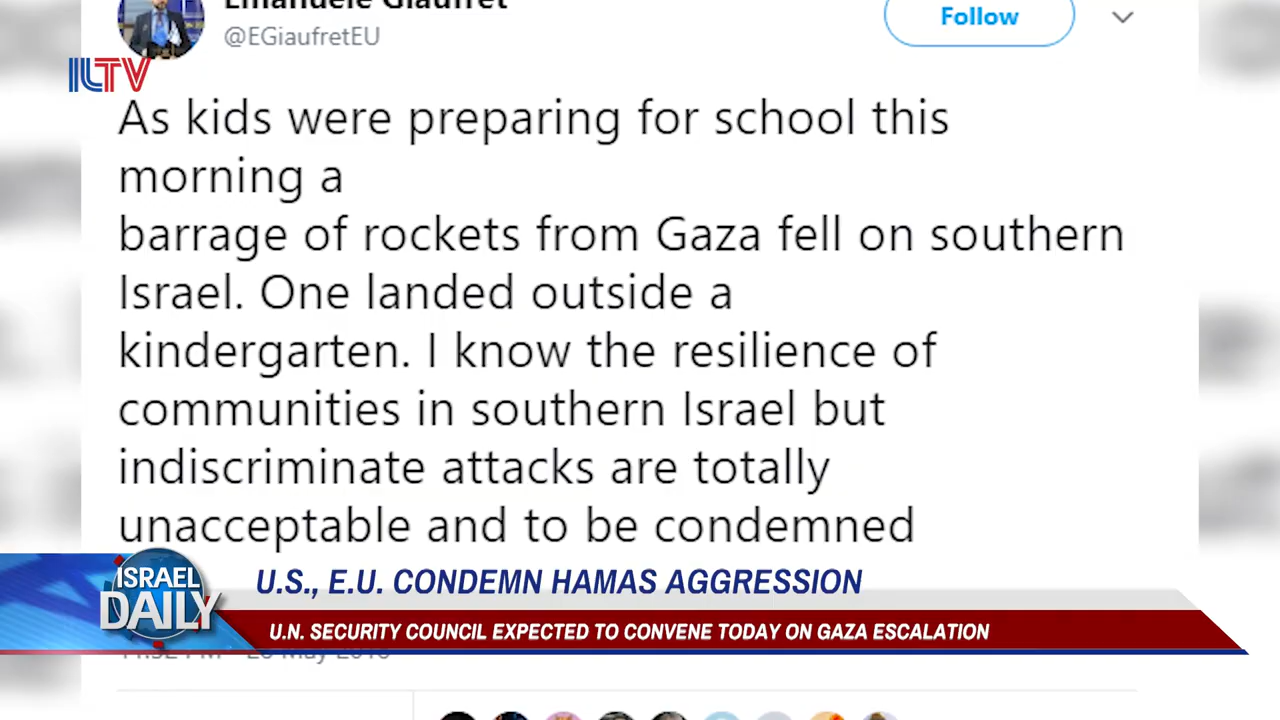 Emanuele Giaufret
@EGiaufretEU
Follow
ILTV
As kids were preparing for school this
morning a
barrage of rockets from Gaza fell on southern
Israel. One landed outside a
kindergarten. I know the resilience of
communities in southern Israel but
indiscriminate attacks are totally
unacceptable and to be condemned
ISRAEL
DAILY
U.S., E.U. CONDEMN HAMAS AGGRESSION
U.N. SECURITY COUNCIL EXPECTED TO CONVENE TODAY ON GAZA ESCALATION